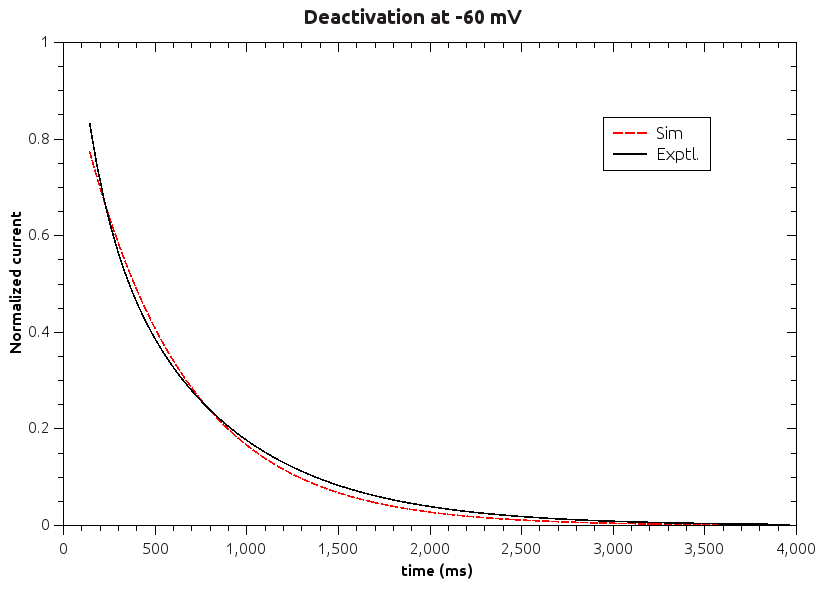 Deactivation at -60 mV
1
0.8
0.6
0.4
0.2
0
Normalized current
Sim
Exptl.
0 500 1,000 1,500 2,000 2,500 3,000 3,500 4,000
time (ms)